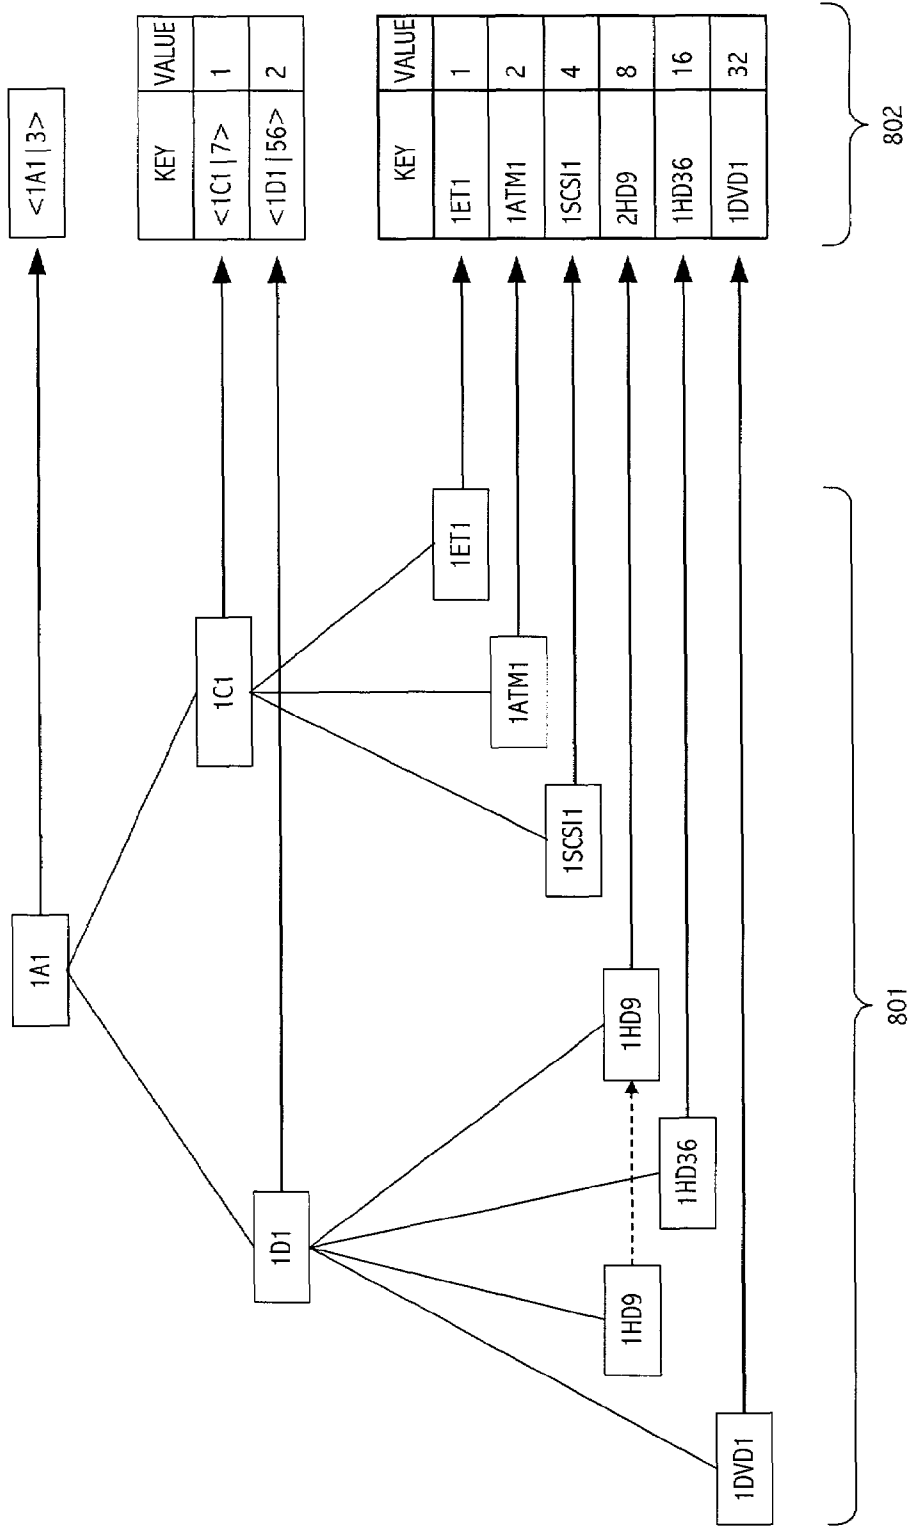 1A1
<1A1|3>
1D1
1C1
KEY VALUE
<1C1|7> 1
<1D1|56> 2
1DVD1
1HD9
1HD36
1HD9
1SCSI1
1ATM1
1ET1
KEY VALUE
1ET1 1
1ATM1 2
1SCSI1 4
2HD9 8
1HD36 16
1DVD1 32
801
802